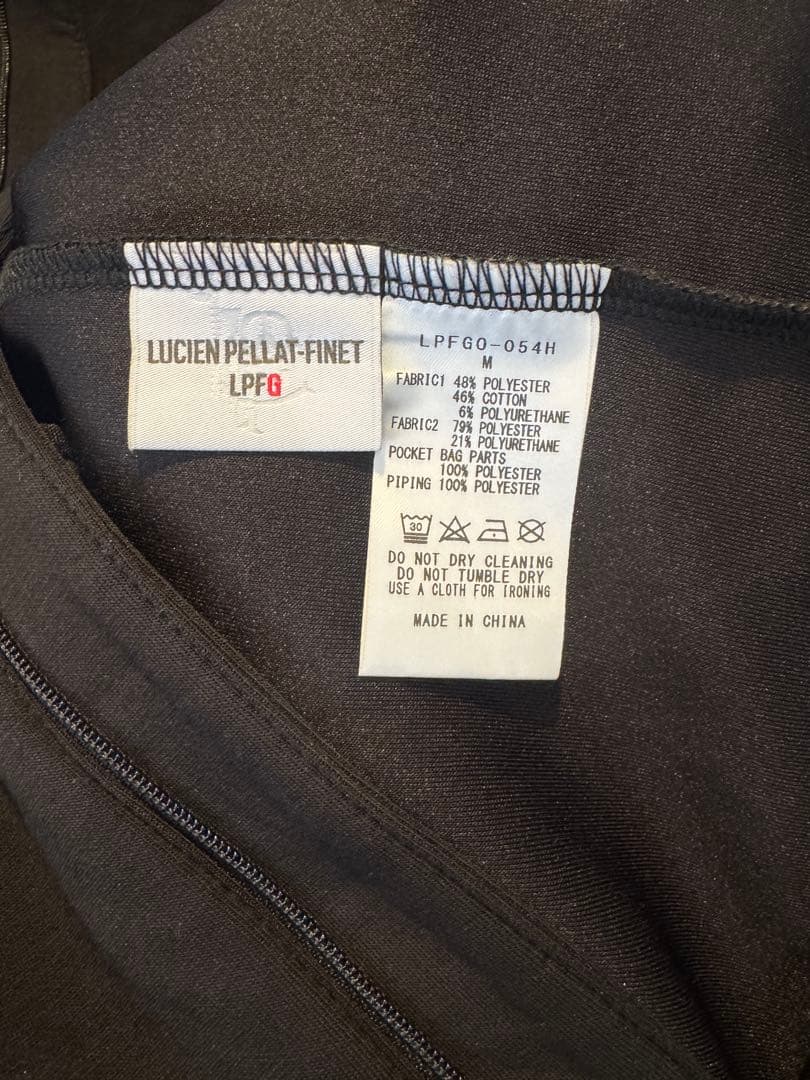 LUCIEN PELLAT-FINET
LPFG
LPFGO-054H
M
FABRIC1 48% POLYESTER
46% COTTON
6% POLYURETHANE
FABRIC2 79% POLYESTER
21% POLYURETHANE
POCKET BAG PARTS
100% POLYESTER
PIPING 100% POLYESTER
30
DO NOT DRY CLEANING
DO NOT TUMBLE DRY
USE A CLOTH FOR IRONING
MADE IN CHINA